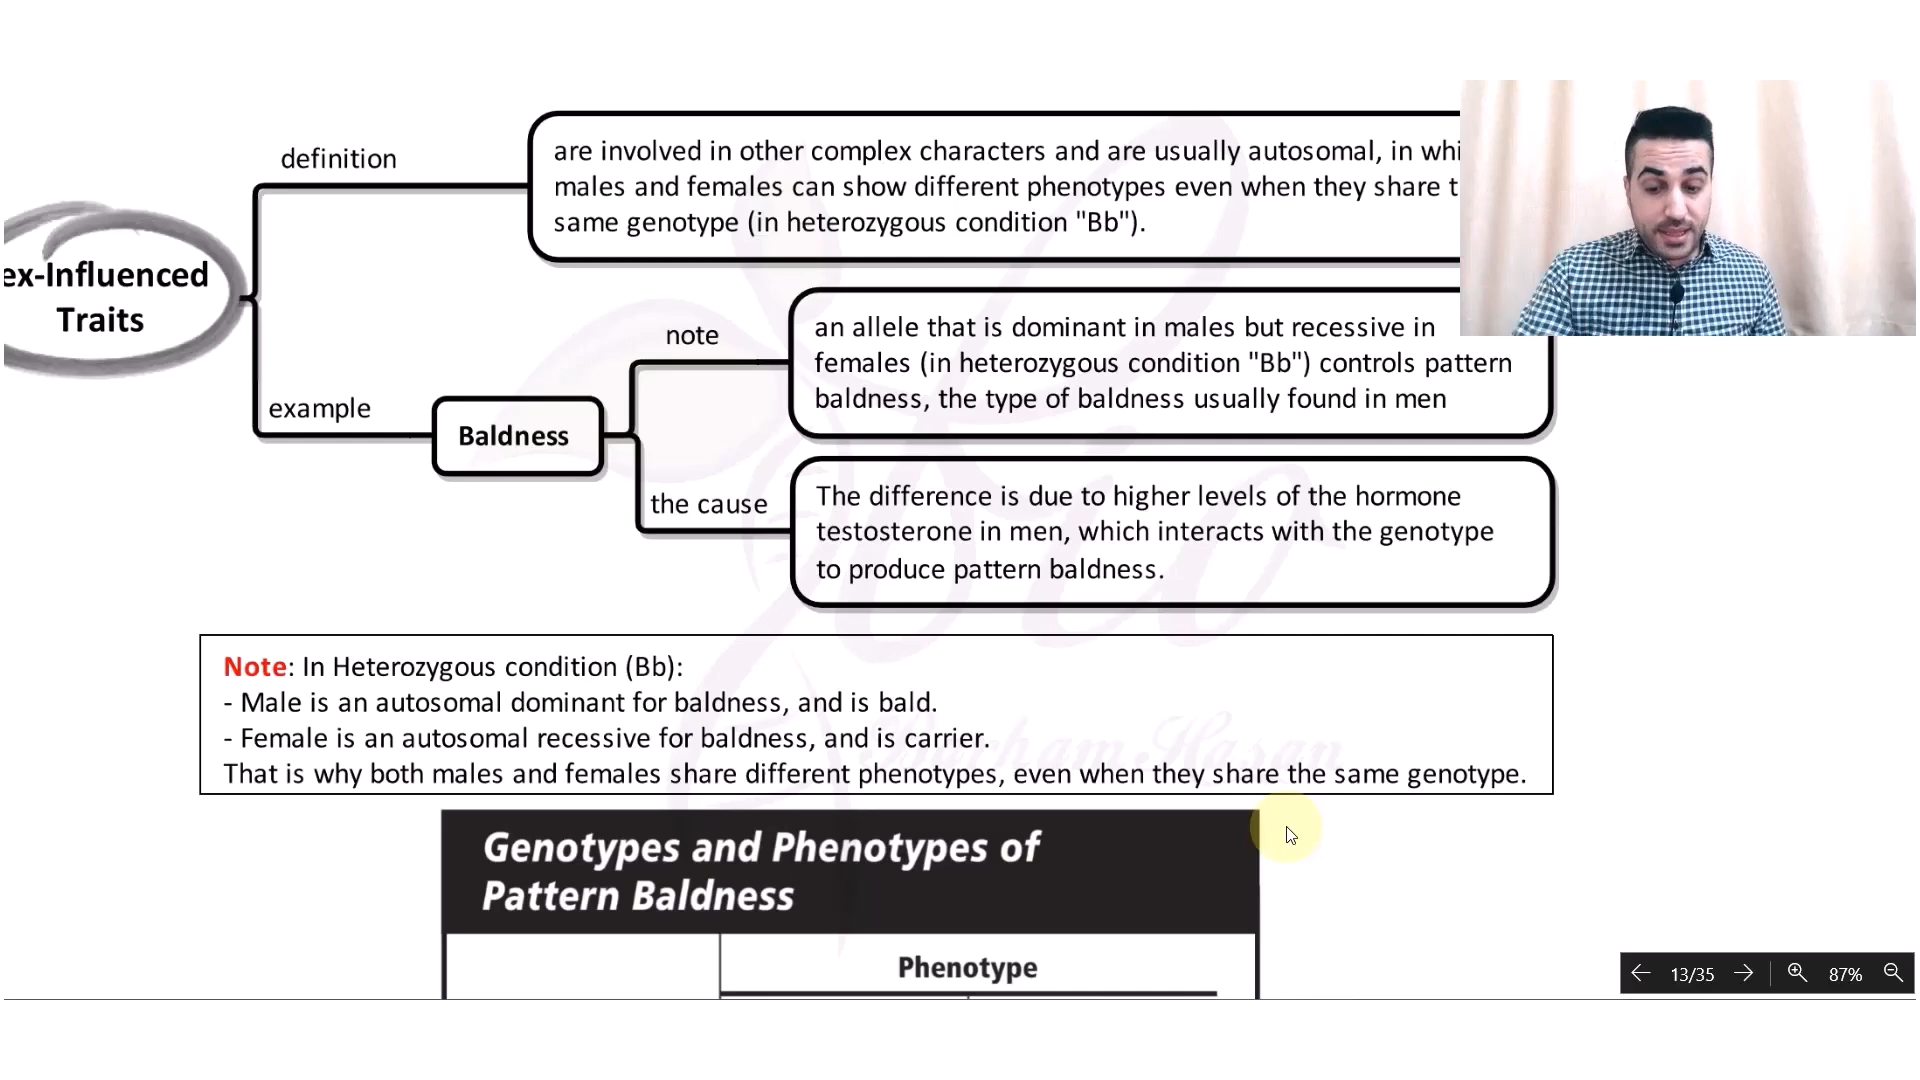 definition
are involved in other complex characters and are usually autosomal, in whi
males and females can show different phenotypes even when they share t
same genotype (in heterozygous condition "Bb").
ex-Influenced
Traits
note
an allele that is dominant in males but recessive in
females (in heterozygous condition "Bb") controls pattern
baldness, the type of baldness usually found in men
example
Baldness
the cause
The difference is due to higher levels of the hormone
testosterone in men, which interacts with the genotype
to produce pattern baldness.
Note: In Heterozygous condition (Bb):
- Male is an autosomal dominant for baldness, and is bald.
- Female is an autosomal recessive for baldness, and is carrier.
That is why both males and females share different phenotypes, even when they share the same genotype.
Genotypes and Phenotypes of
Pattern Baldness
Phenotype
13/35
87%